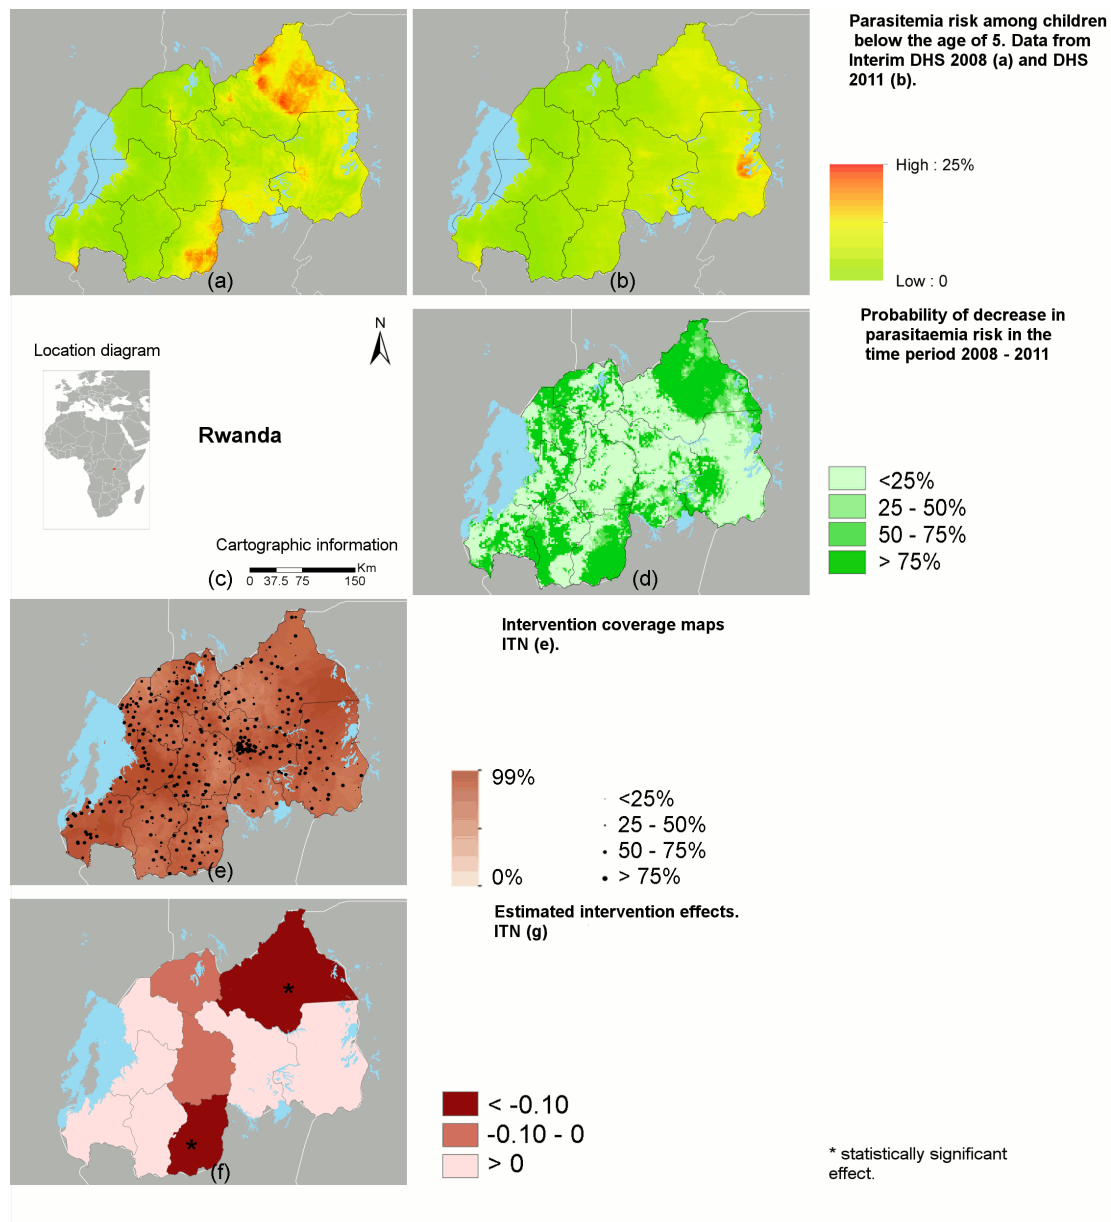 Parasitemia risk among children
below the age of 5. Data from
Interim DHS 2008 (a) and DHS
2011 (b).
High : 25%
Low : 0
(a)
(b)
Probability of decrease in
parasitaemia risk in the
time period 2008 - 2011
N
Location diagram
Rwanda
Cartographic information
Km
(c)
0 37.5 75 150
(d)
<25%
25 - 50%
50 - 75%
> 75%
Intervention coverage maps
ITN (e).
99%
0%
<25%
25 - 50%
50 - 75%
> 75%
(e)
Estimated intervention effects.
ITN (g)
*
*
(f)
< -0.10
-0.10 - 0
> 0
* statistically significant
effect.